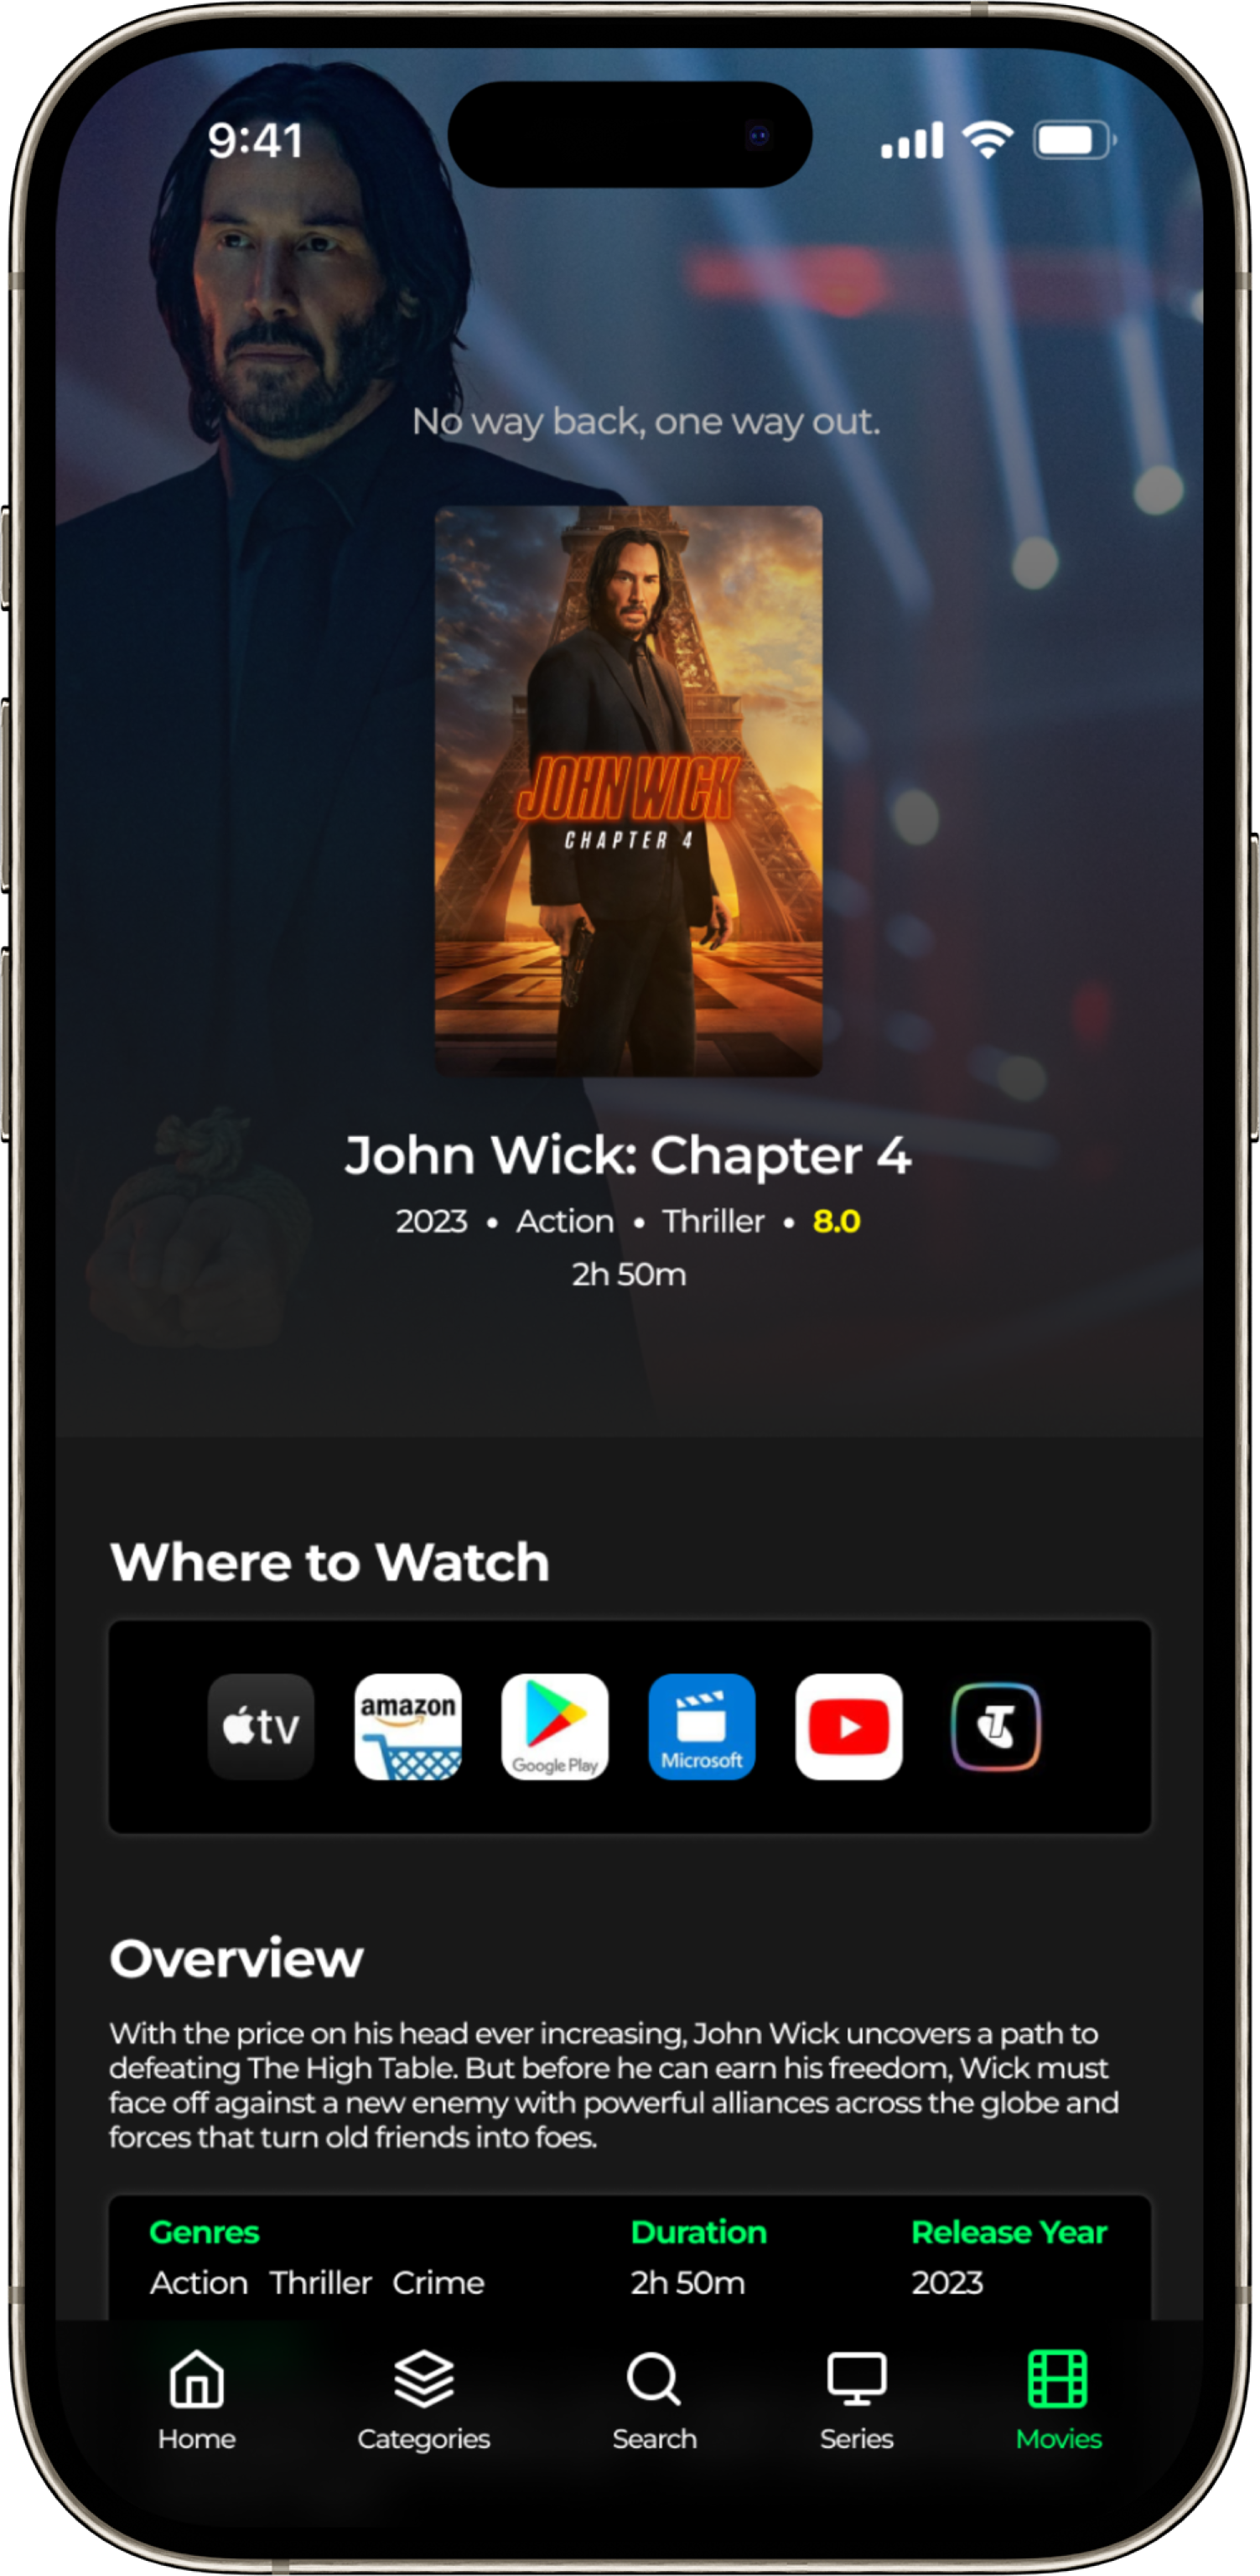 9:41
No way back, one way out.
JOHN WICK
CHAPTER 4
John Wick: Chapter 4
2023 • Action • Thriller • 8.0
2h 50m
Where to Watch
tv
amazon
Google Play
Microsoft
T
Overview
With the price on his head ever increasing, John Wick uncovers a path to
defeating The High Table. But before he can earn his freedom, Wick must
face off against a new enemy with powerful alliances across the globe and
forces that turn old friends into foes.
Genres Duration Release Year
Action Thriller Crime 2h 50m 2023
Home Categories Search Series Movies